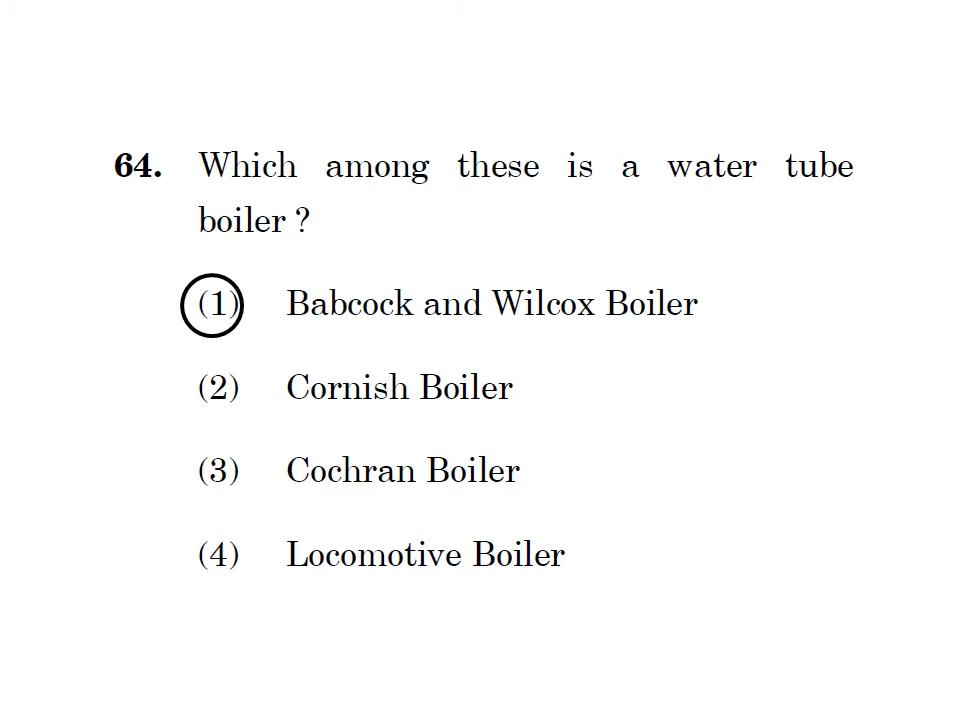 64. Which among these is a water tube
boiler ?
(1) Babcock and Wilcox Boiler
(2) Cornish Boiler
(3) Cochran Boiler
(4) Locomotive Boiler